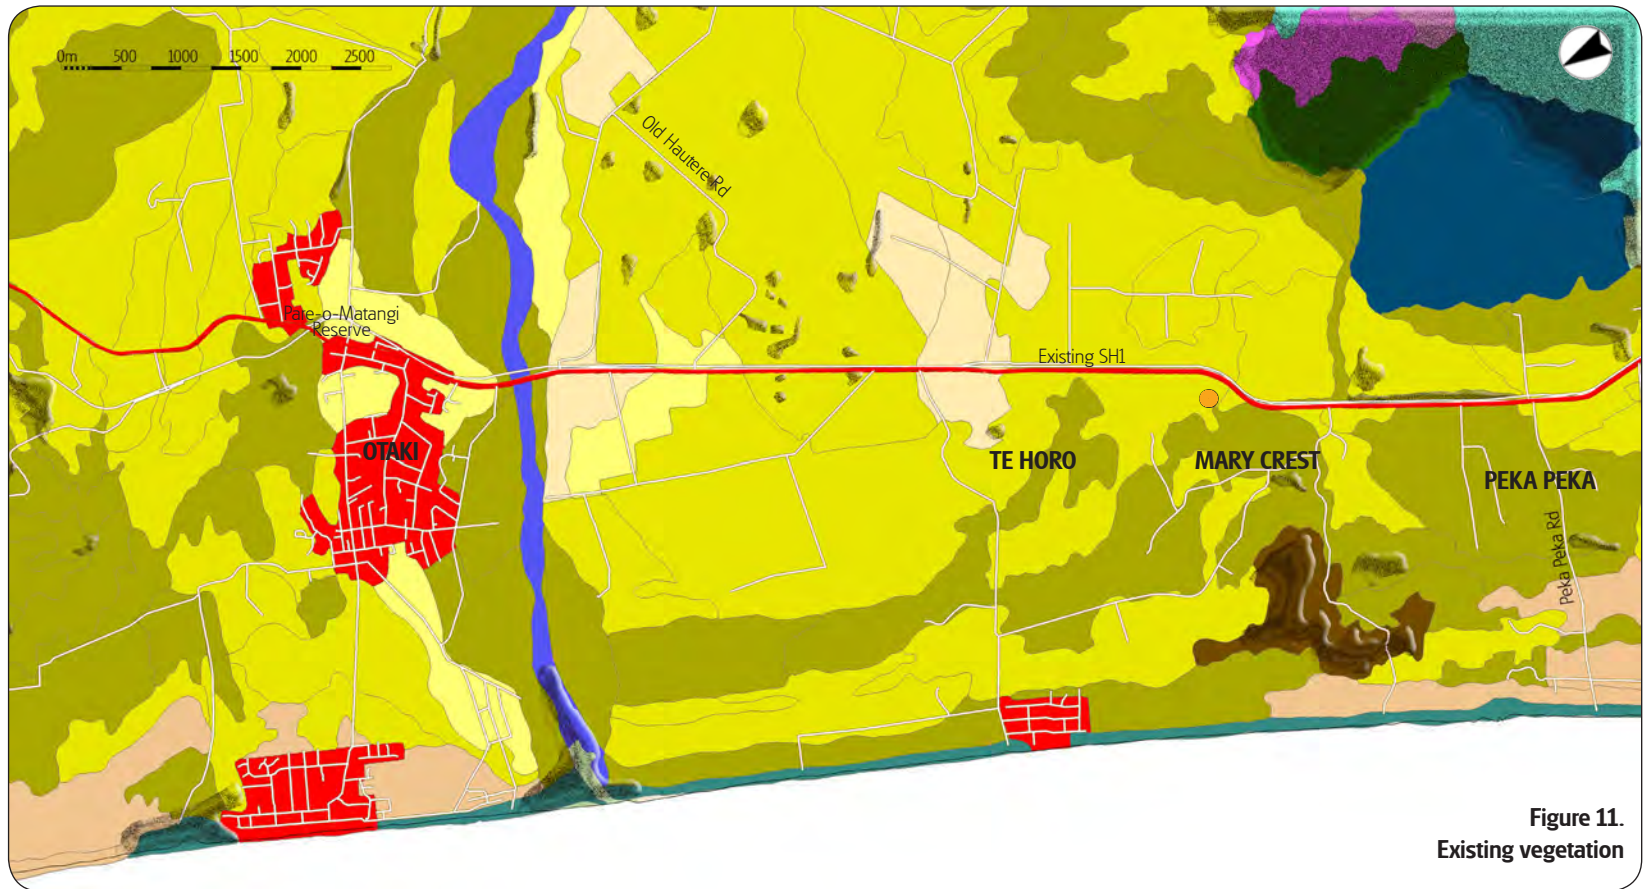 0m 500 1000 1500 2000 2500
Old Hautere Rd
Pare-o-Matangi
Reserve
Existing SH1
OTAKI
TE HORO
MARY CREST
PEKA PEKA
Peka Peka Rd
Figure 11.
Existing vegetation